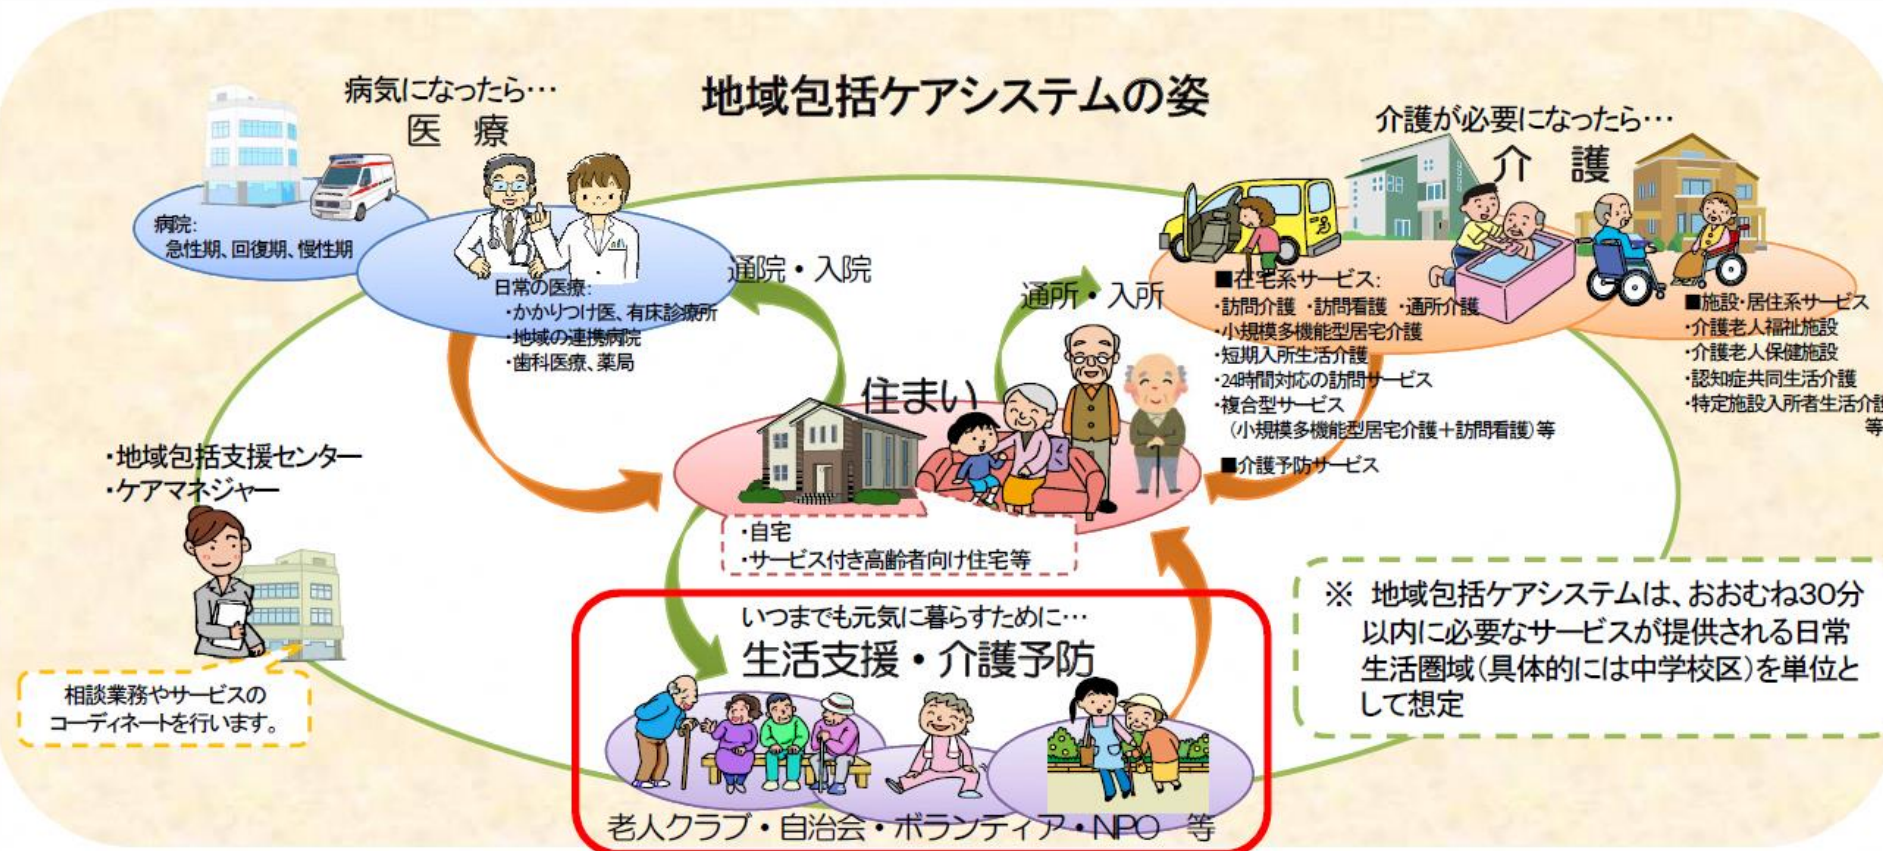 地域包括ケアシステムの姿
病気になったら…
医 療
病院:
急性期、回復期、慢性期
日常の医療:
・かかりつけ医、有床診療所
・地域の連携病院
・歯科医療、薬局
通院・入院
通所・入所
介護が必要になったら…
介 護
■在宅系サービス:
・訪問介護 ・訪問看護 ・通所介護
・小規模多機能型居宅介護
・短期入所生活介護
・24時間対応の訪問サービス
・複合型サービス
(小規模多機能型居宅介護+訪問看護)等
■介護予防サービス
■施設・居住系サービス
・介護老人福祉施設
・介護老人保健施設
・認知症共同生活介護
・特定施設入所者生活介護
等
住まい
・自宅
・サービス付き高齢者向け住宅等
・地域包括支援センター
・ケアマネジャー
相談業務やサービスの
コーディネートを行います。
いつまでも元気に暮らすために…
生活支援・介護予防
老人クラブ・自治会・ボランティア・NPO 等
※ 地域包括ケアシステムは、おおむね30分
以内に必要なサービスが提供される日常
生活圏域(具体的には中学校区)を単位と
して想定